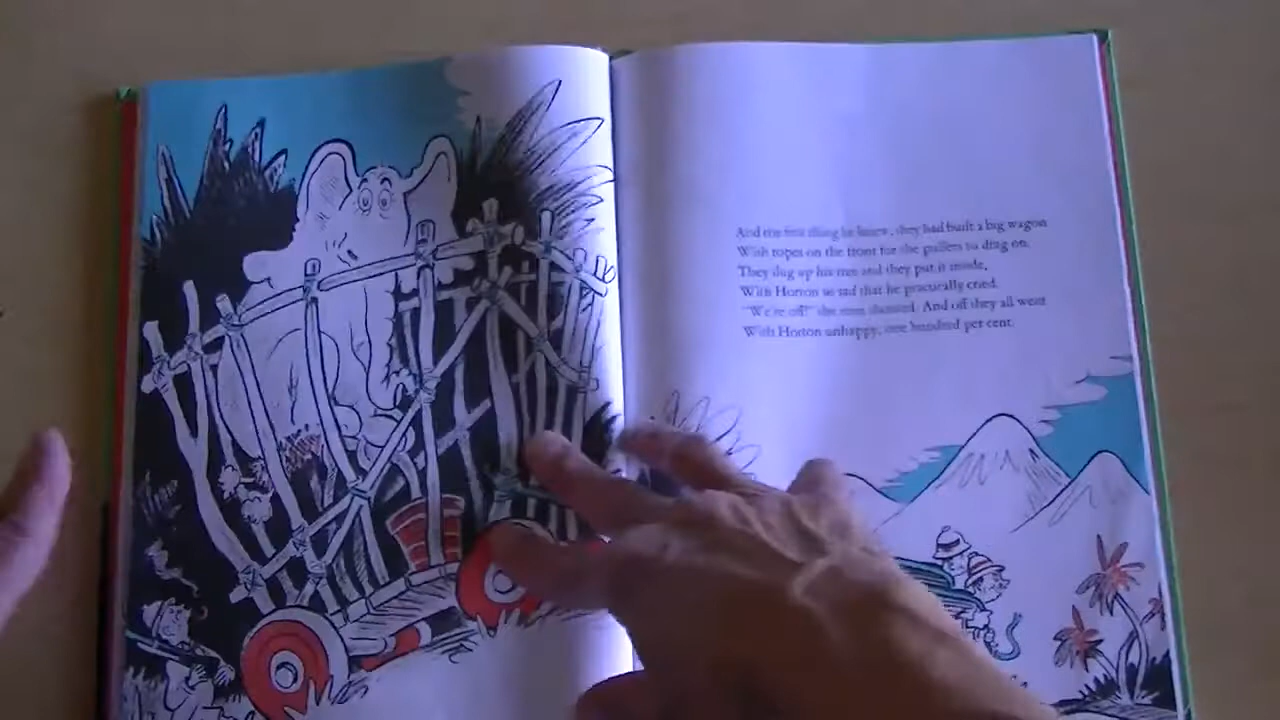 And the first thing he knew, they had built a big wagon
With ropes on the front for the pullers to drag on.
They dug up his tree and they put it inside,
With Horton so sad that he practically cried.
"We're off!" the men shouted. And off they all went
With Horton unhappy, one hundred per cent.